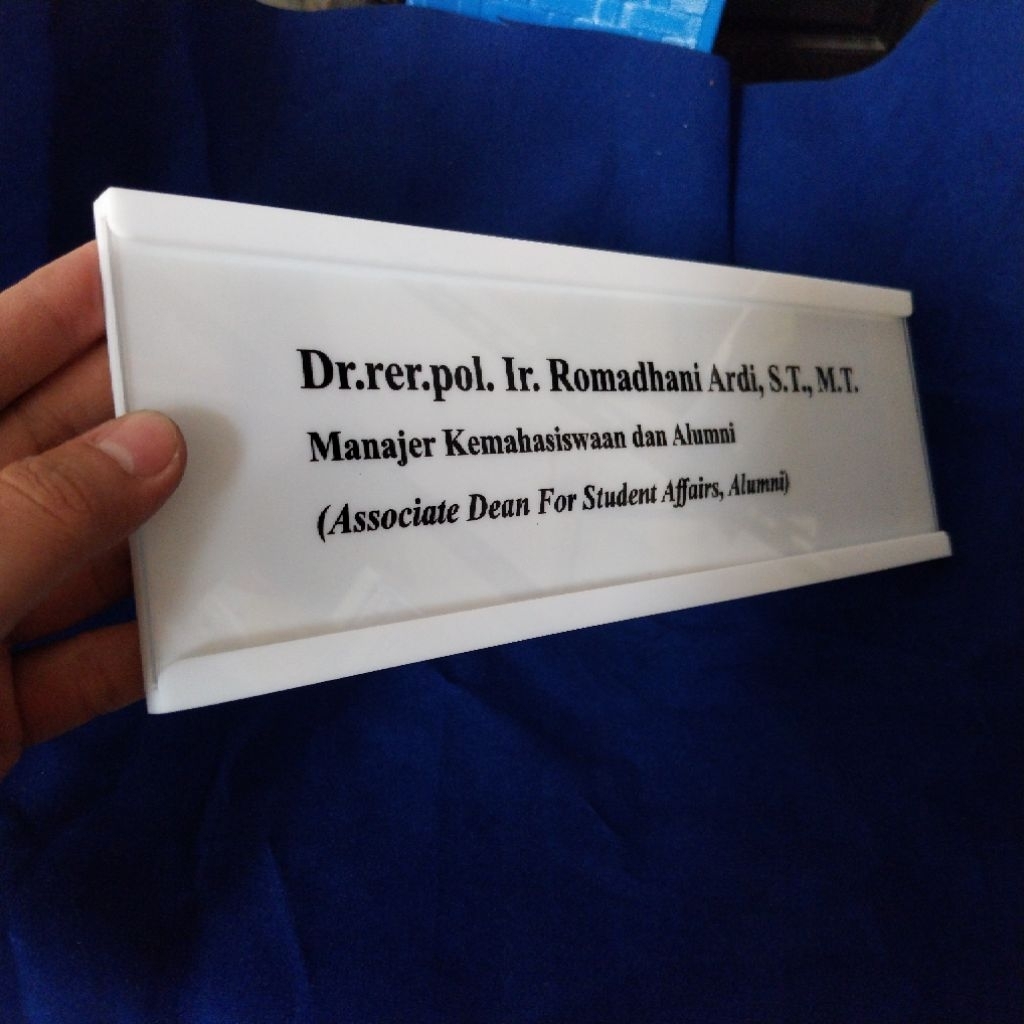 Dr.rer.pol. Ir. Romadhani Ardi, S.T., M.T.
Manajer Kemahasiswaan dan Alumni
(Associate Dean For Student Affairs, Alumni)